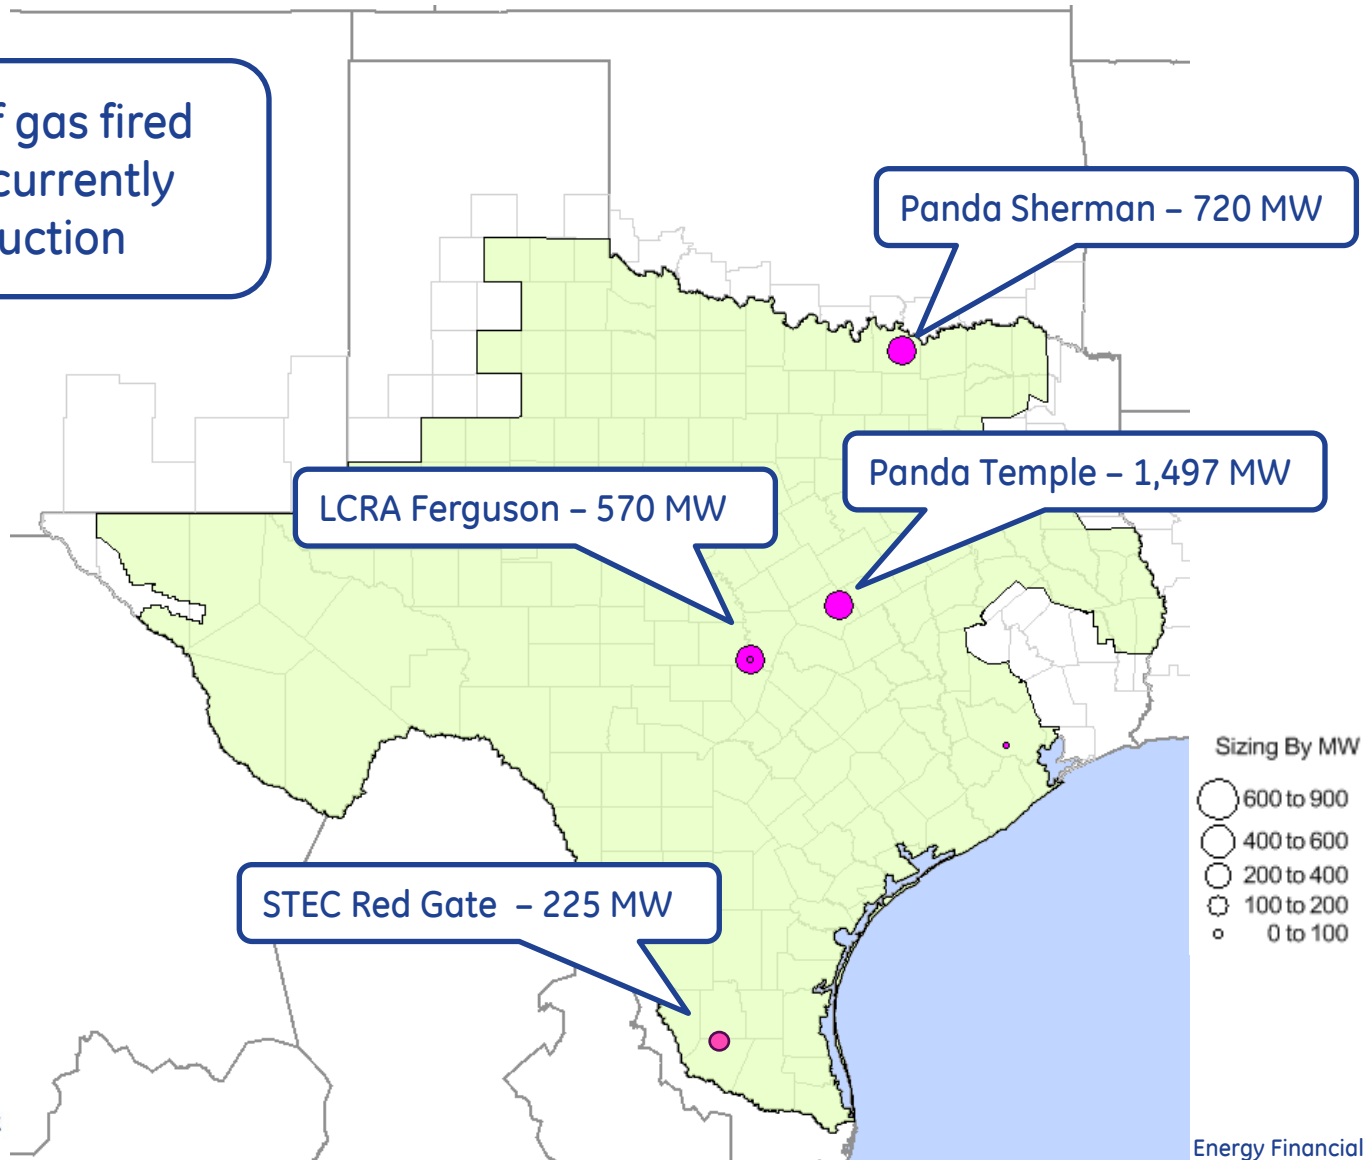 f gas fired
currently
uction
Panda Sherman – 720 MW
Panda Temple – 1,497 MW
LCRA Ferguson – 570 MW
STEC Red Gate – 225 MW
Sizing By MW
600 to 900
400 to 600
200 to 400
100 to 200
0 to 100
Energy Financial